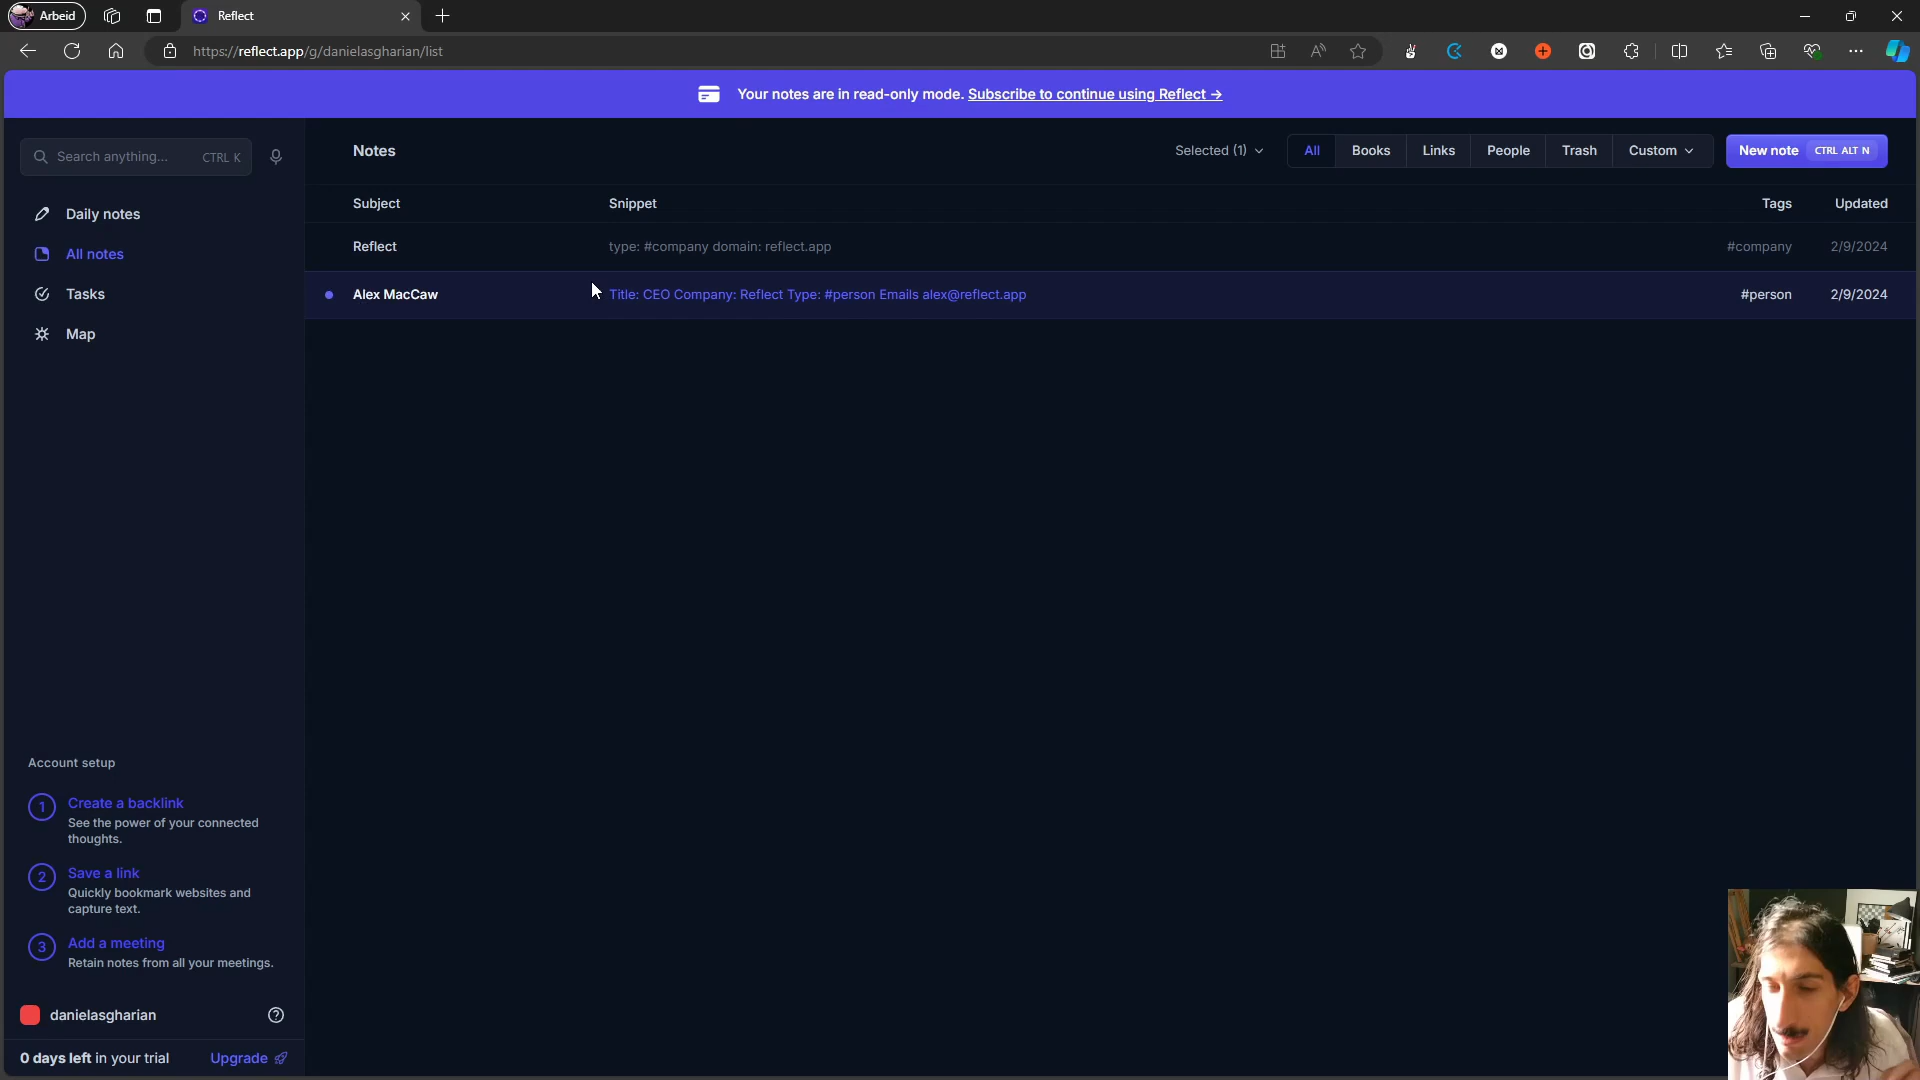 Arbeid
Reflect
https://reflect.app/g/danielasgharian/list
Your notes are in read-only mode. Subscribe to continue using Reflect →
Search anything... CTRL K
Daily notes
All notes
Tasks
Map
Notes
Selected (1)
All
Books
Links
People
Trash
Custom
New note CTRL ALT N
Subject Snippet Tags Updated
Reflect type: #company domain: reflect.app #company 2/9/2024
Alex MacCaw Title: CEO Company: Reflect Type: #person Emails alex@reflect.app #person 2/9/2024
Account setup
1 Create a backlink
See the power of your connected
thoughts.
2 Save a link
Quickly bookmark websites and
capture text.
3 Add a meeting
Retain notes from all your meetings.
danielasgharian
0 days left in your trial Upgrade